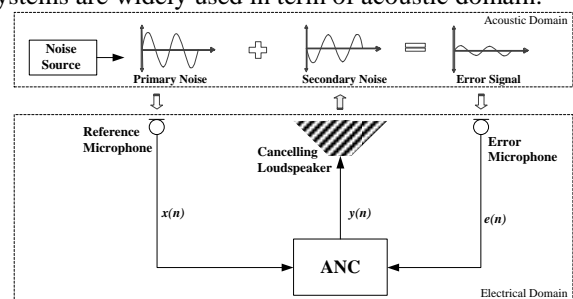 ystems are widely used in term of acoustic domain.
Acoustic Domain
Noise
Source
Primary Noise
Secondary Noise
Error Signal
Reference
Microphone
Cancelling
Loudspeaker
Error
Microphone
x(n)
y(n)
e(n)
ANC
Electrical Domain